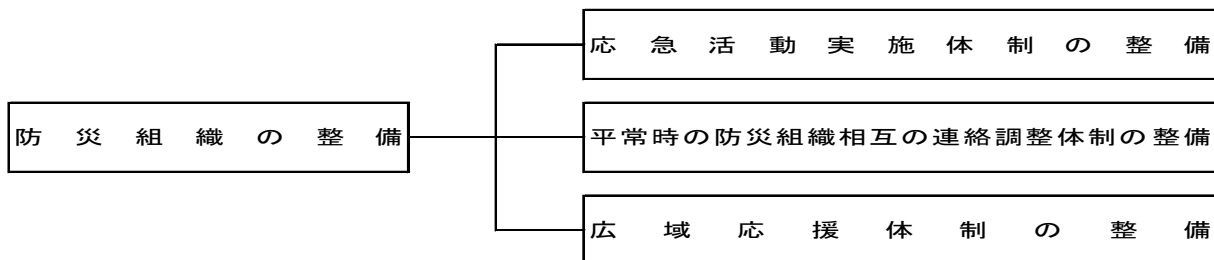 応急活動実施体制の整備
防災組織の整備
平常時の防災組織相互の連絡調整体制の整備
広域応援体制の整備